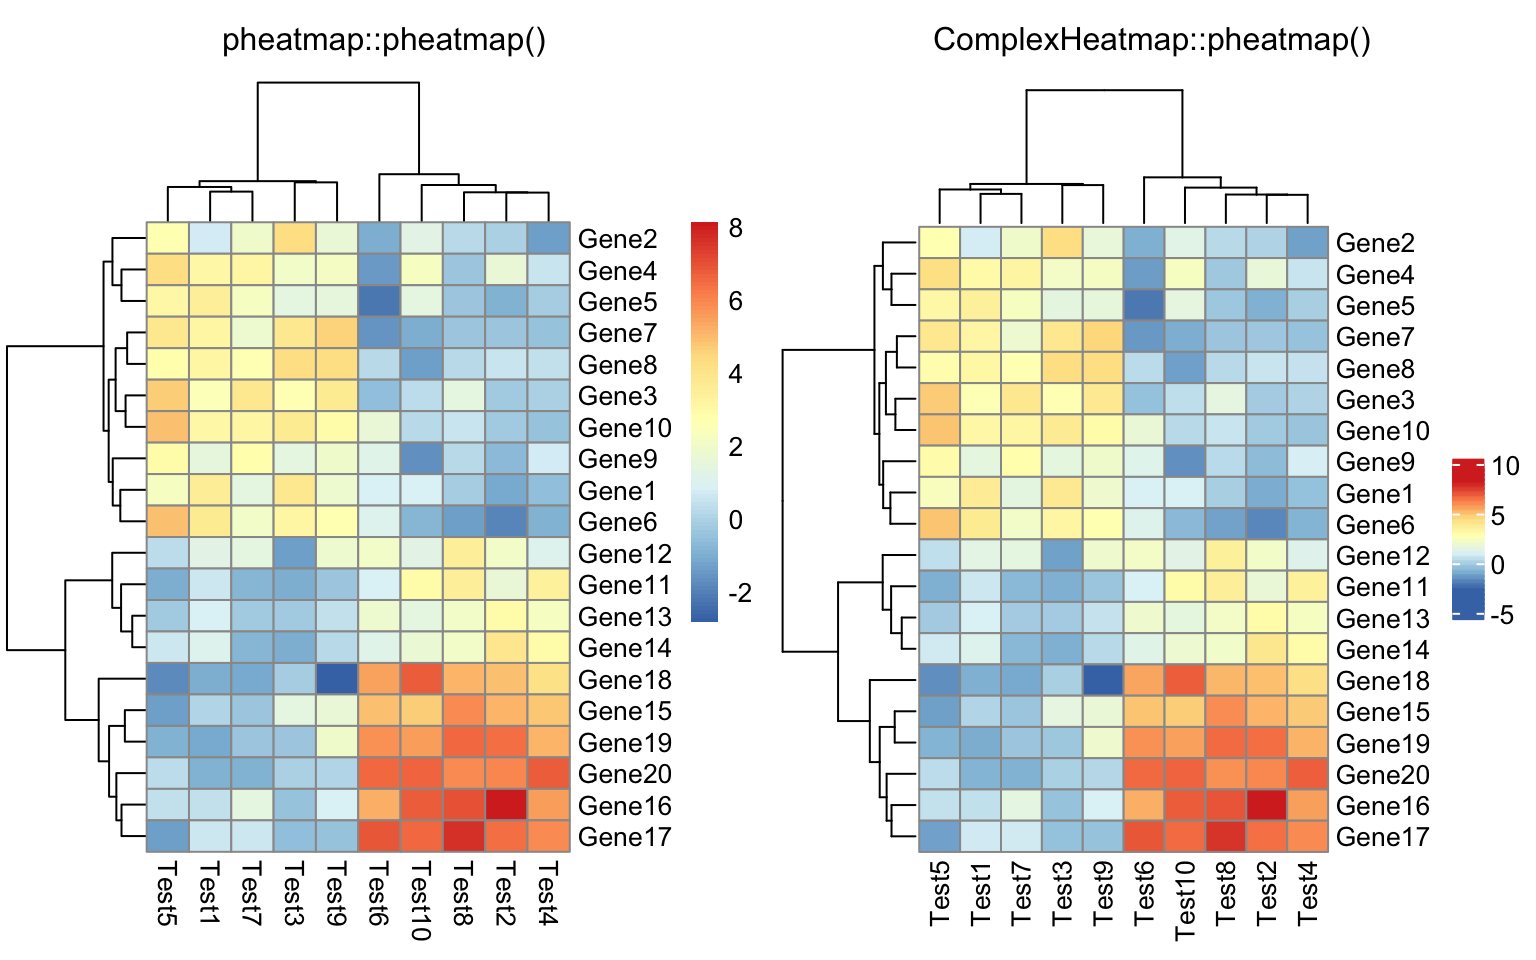 pheatmap::pheatmap()
Gene2
Gene4
Gene5
Gene7
Gene8
Gene3
Gene10
Gene9
Gene1
Gene6
Gene12
Gene11
Gene13
Gene14
Gene18
Gene15
Gene19
Gene20
Gene16
Gene17
8
6
4
2
0
-2
Test5
Test1
Test7
Test3
Test9
Test6
Test10
Test8
Test2
Test4
ComplexHeatmap::pheatmap()
Gene2
Gene4
Gene5
Gene7
Gene8
Gene3
Gene10
Gene9
Gene1
Gene6
Gene12
Gene11
Gene13
Gene14
Gene18
Gene15
Gene19
Gene20
Gene16
Gene17
10
5
0
-5
Test5
Test1
Test7
Test3
Test9
Test6
Test10
Test8
Test2
Test4